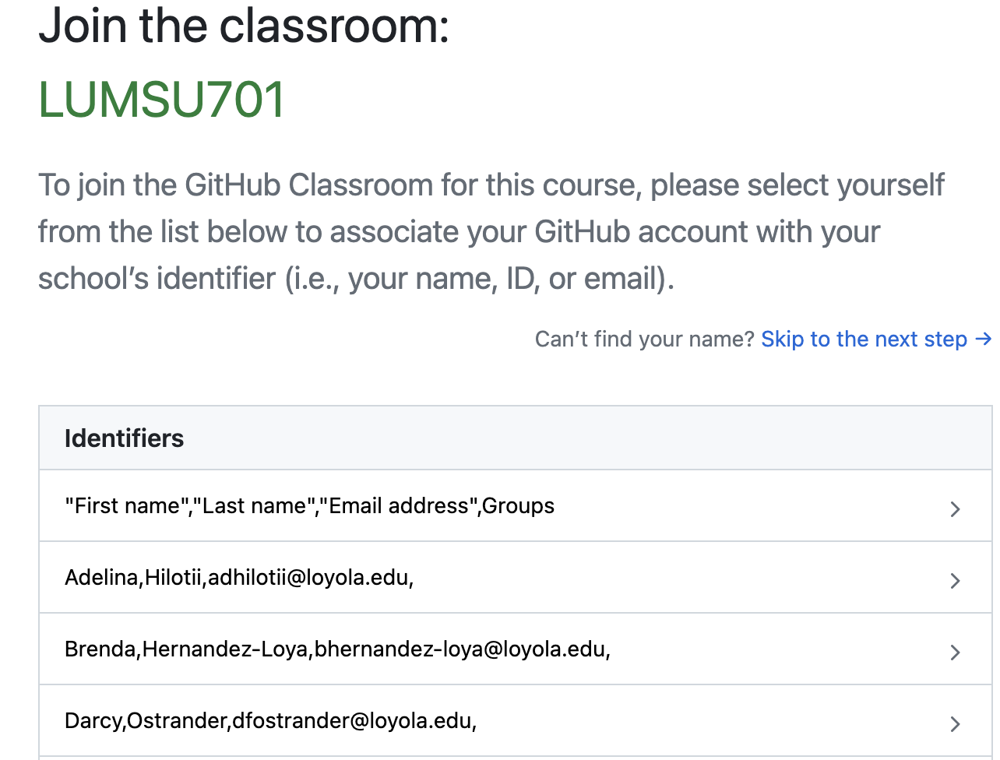 Join the classroom:
LUMSU701
To join the GitHub Classroom for this course, please select yourself
from the list below to associate your GitHub account with your
school’s identifier (i.e., your name, ID, or email).
Can’t find your name? Skip to the next step →
Identifiers
"First name","Last name","Email address",Groups
Adelina,Hilotii,adhilotii@loyola.edu,
Brenda,Hernandez-Loya,bhernandez-loya@loyola.edu,
Darcy,Ostrander,dfostrander@loyola.edu,